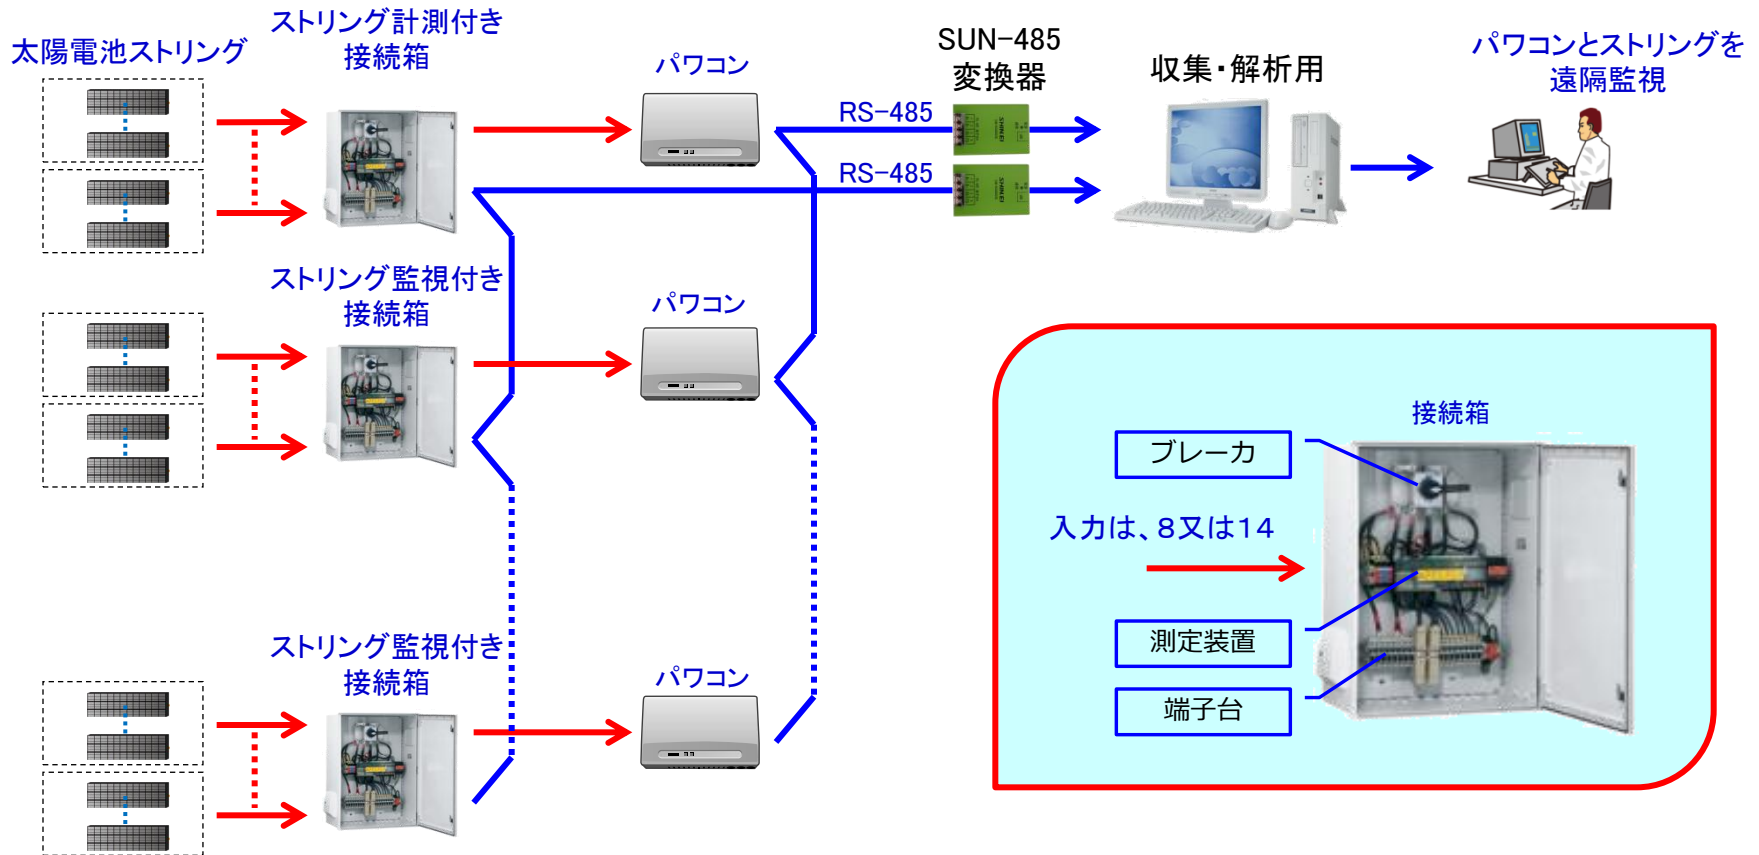 太陽電池ストリング
ストリング計測付き
接続箱
パワコン
SUN-485
変換器
収集・解析用
パワコンとストリングを
遠隔監視
RS-485
RS-485
SHINEI
SHINEI
ストリング監視付き
接続箱
パワコン
ストリング監視付き
接続箱
パワコン
接続箱
ブレーカ
入力は、8又は14
測定装置
端子台